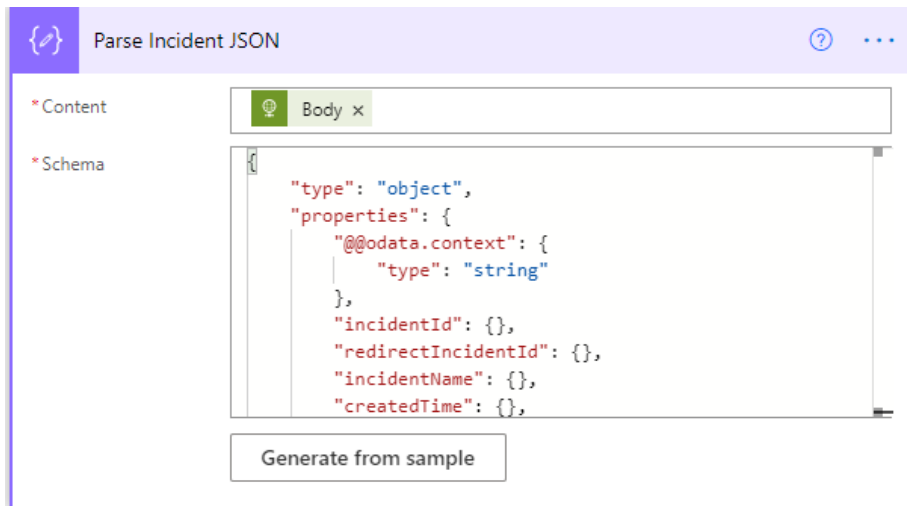 Parse Incident JSON
*Content
Body ×
*Schema
{
"type": "object",
"properties": {
"@@odata.context": {
"type": "string"
},
"incidentId": {},
"redirectIncidentId": {},
"incidentName": {},
"createdTime": {},
Generate from sample